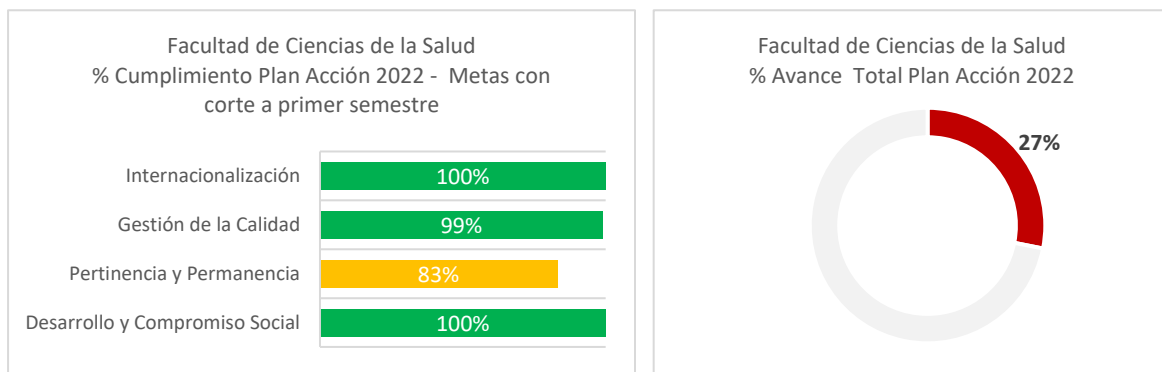 Facultad de Ciencias de la Salud
% Cumplimiento Plan Acción 2022 - Metas con
corte a primer semestre
Internacionalización 100%
Gestión de la Calidad 99%
Pertinencia y Permanencia 83%
Desarrollo y Compromiso Social 100%
Facultad de Ciencias de la Salud
% Avance Total Plan Acción 2022
27%